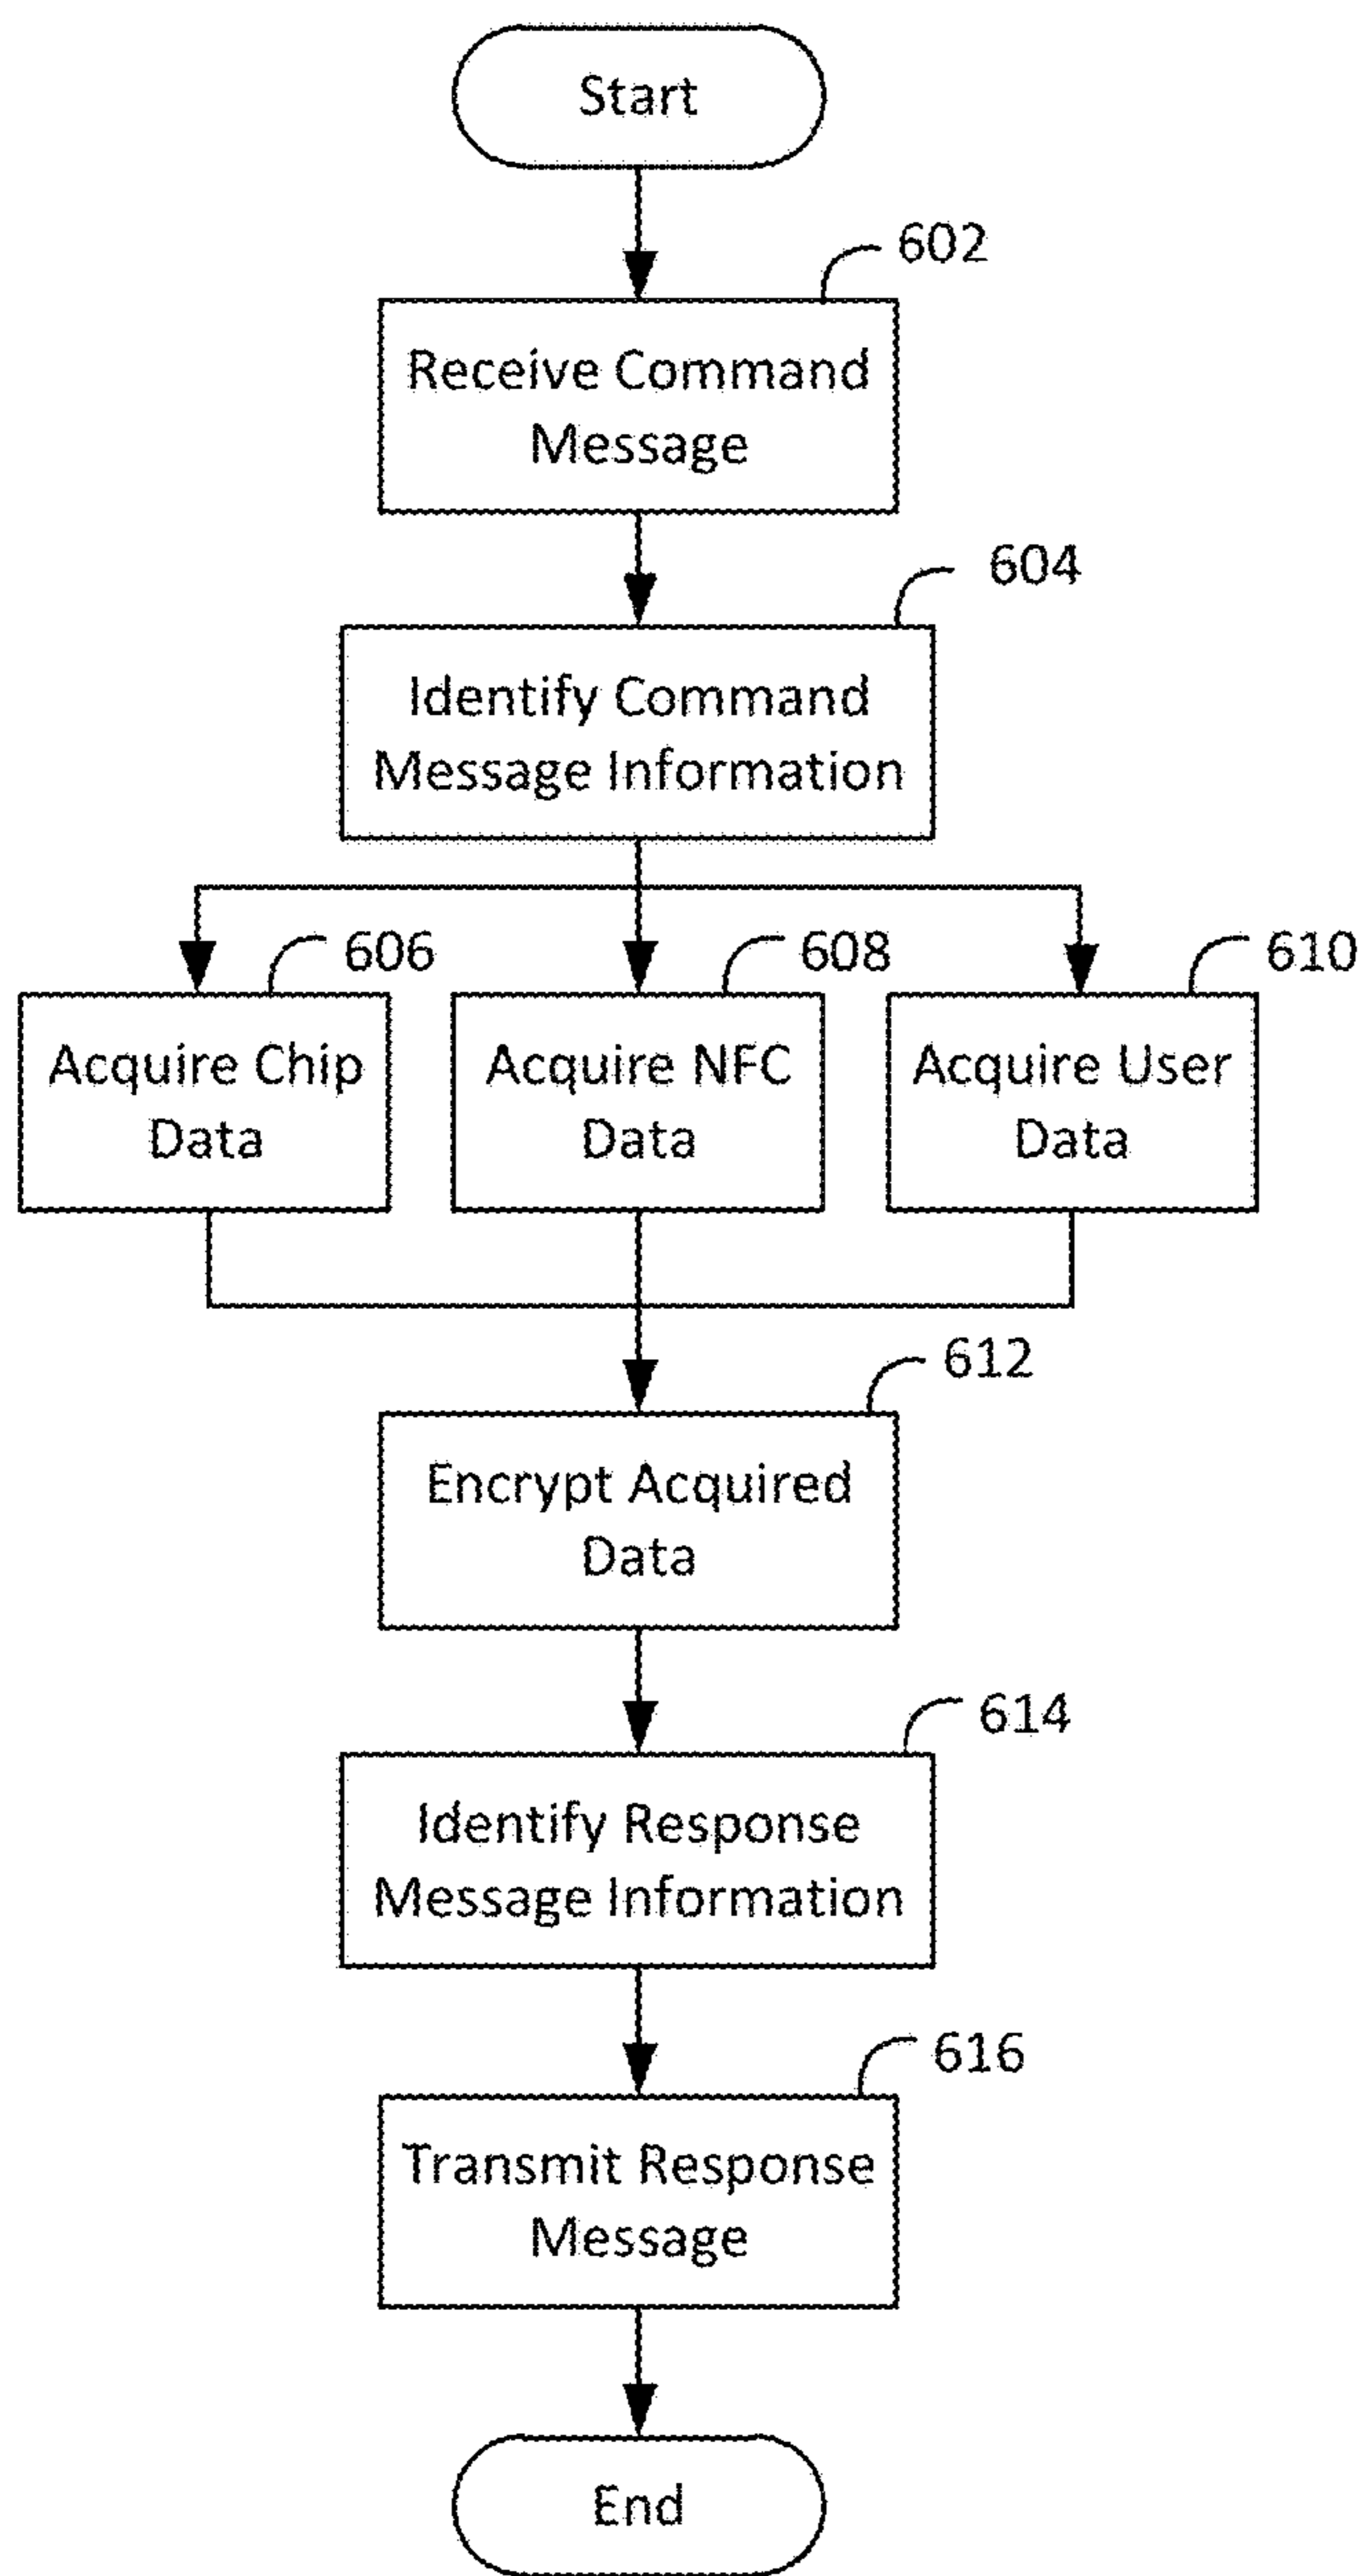 Start
602
Receive Command
Message
604
Identify Command
Message Information
606
608
610
Acquire Chip
Data
Acquire NFC
Data
Acquire User
Data
612
Encrypt Acquired
Data
614
Identify Response
Message Information
616
Transmit Response
Message
End